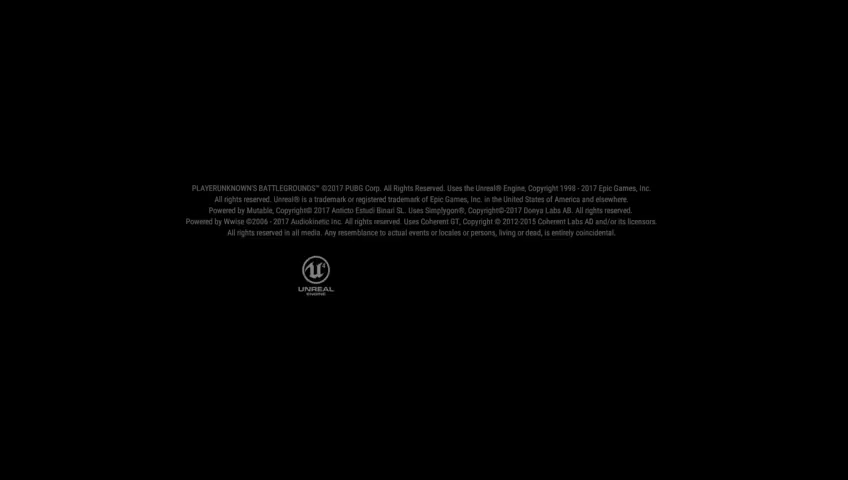 PLAYERUNKNOWN'S BATTLEGROUNDS™ ©2017 PUBG Corp. All Rights Reserved. Uses the Unreal® Engine, Copyright 1998 - 2017 Epic Games, Inc.
All rights reserved. Unreal® is a trademark or registered trademark of Epic Games, Inc. in the United States of America and elsewhere.
Powered by Mutable, Copyright© 2017 Anticto Estudi Binari SL. Uses Simplygon®, Copyright©-2017 Donya Labs AB. All rights reserved.
Powered by Wwise ©2006 - 2017 Audiokinetic Inc. All rights reserved. Uses Coherent GT, Copyright © 2012-2015 Coherent Labs AD and/or its licensors.
All rights reserved in all media. Any resemblance to actual events or locales or persons, living or dead, is entirely coincidental.
UNREAL
ENGINE